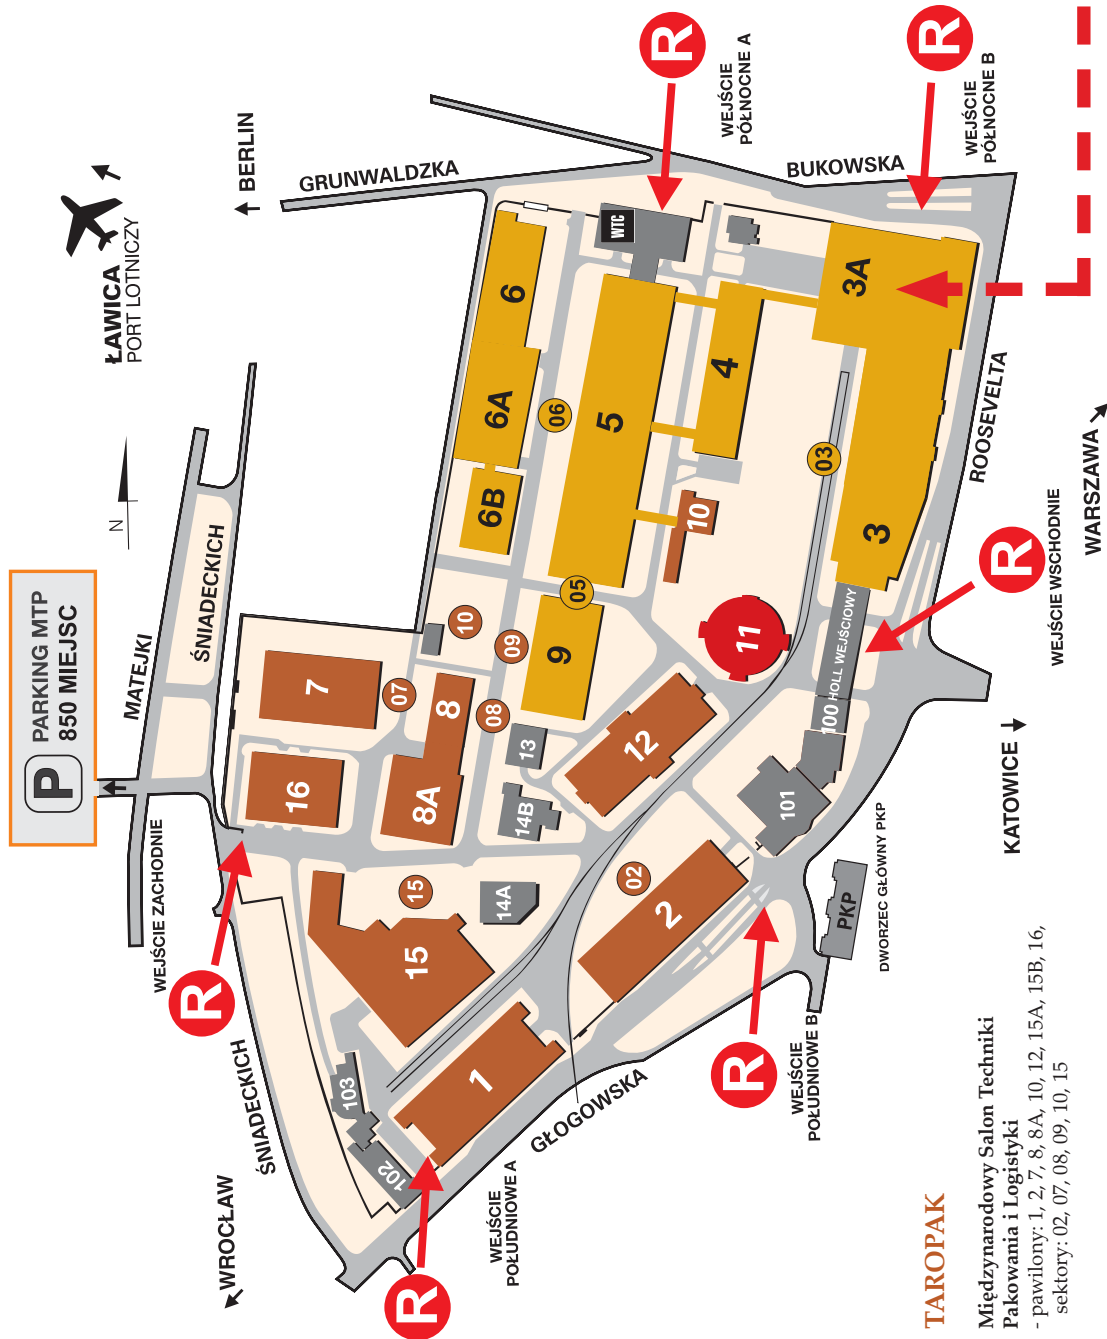 P
PARKING MTP
850 MIEJSC
ŁAWICA
PORT LOTNICZY
BERLIN
GRUNWALDZKA
N
MATEJKI
ŚNIADECKICH
R
WEJŚCIE
PÓŁNOCNE A
R
WEJŚCIE
PÓŁNOCNE B
BUKOWSKA
WTC
6
6A
6B
06
5
4
3A
03
3
ROOSEVELTA
WARSZAWA
10
05
9
09
10
08
07
7
8
8A
16
13
14B
14A
12
11
HOLL WEJŚCIOWY
100
101
R
WEJŚCIE WSCHODNIE
KATOWICE
PKP
DWORZEC GŁÓWNY PKP
WEJŚCIE ZACHODNIE
R
15
15
02
2
1
103
102
R
WEJŚCIE
POŁUDNIOWE B
GŁOGOWSKA
ŚNIADECKICH
WROCŁAW
R
WEJŚCIE
POŁUDNIOWE A
TAROPAK
Międzynarodowy Salon Techniki
Pakowania i Logistyki
- pawilony: 1, 2, 7, 8, 8A, 10, 12, 15A, 15B, 16,
sektory: 02, 07, 08, 09, 10, 15